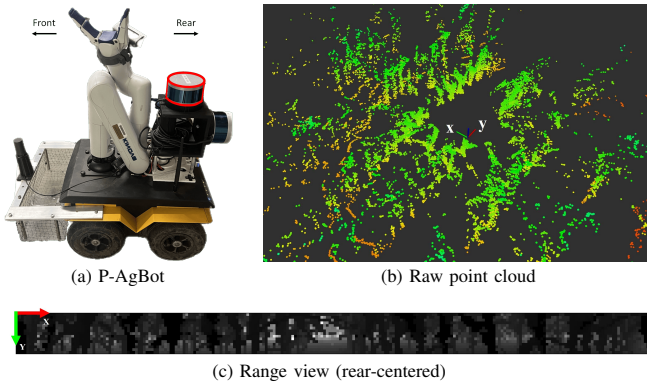 Front
Rear
x
y
(a) P-AgBot
(b) Raw point cloud
X
Y
(c) Range view (rear-centered)